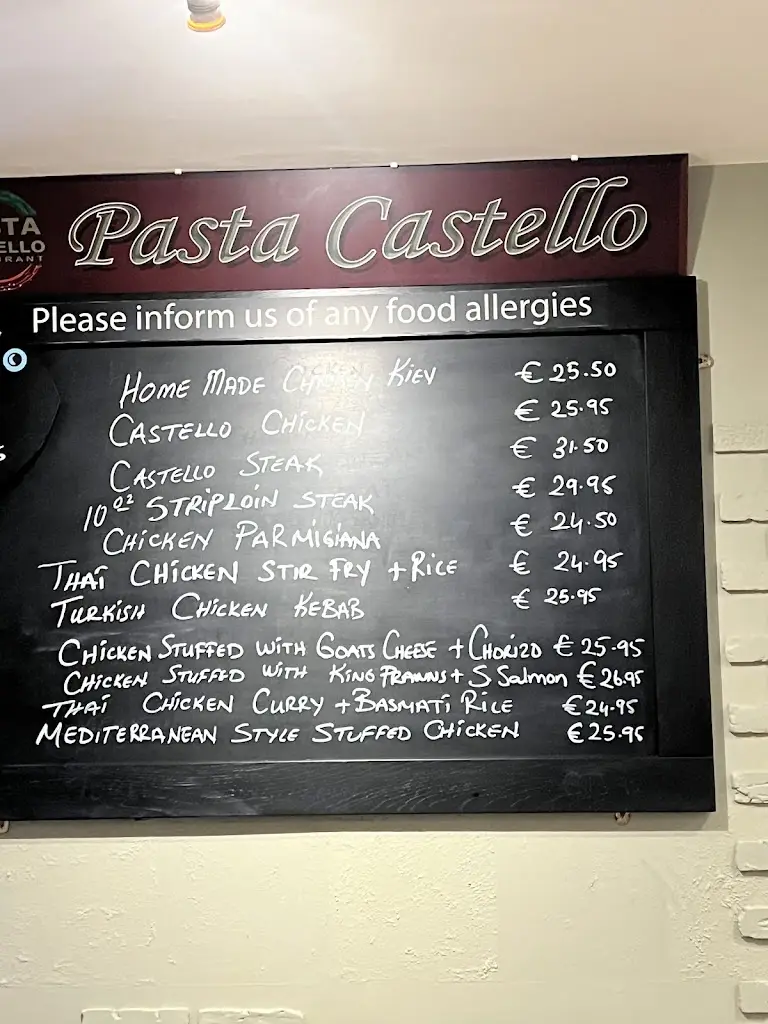 Pasta Castello
STA
ELLO
RANT
Please inform us of any food allergies
HOME MADE CHICKEN KIEV € 25.50
CASTELLO CHICKEN € 25.95
CASTELLO STEAK € 31.50
10oz STRIPLOIN STEAK € 29.95
CHICKEN PARMIGIANA € 24.50
THAI CHICKEN STIR FRY + RICE € 24.95
TURKISH CHICKEN KEBAB € 25.95
CHICKEN STUFFED WITH GOATS CHEESE + CHORIZO € 25.95
CHICKEN STUFFED WITH KING PRAWNS + S Salmon € 26.95
THAI CHICKEN CURRY + BASMATI RICE € 24.95
MEDITERRANEAN STYLE STUFFED CHICKEN € 25.95